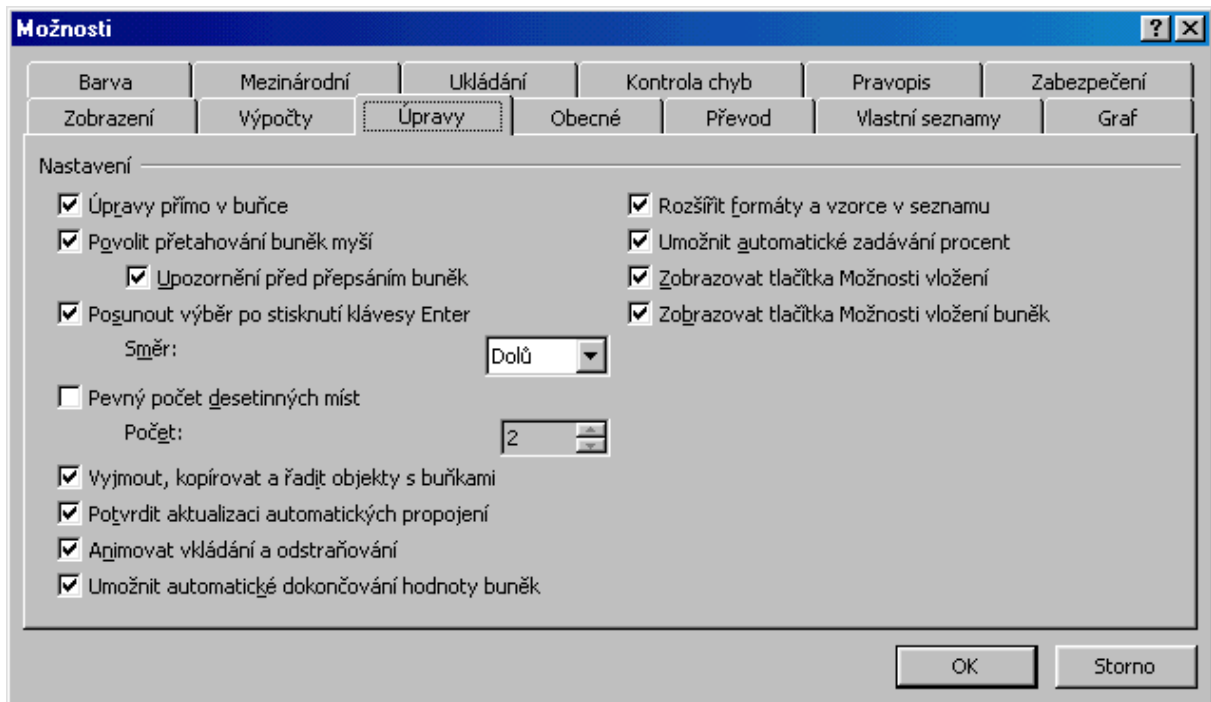 Možnosti
Barva
Mezinárodní
Ukládání
Kontrola chyb
Pravopis
Zabezpečení
Zobrazení
Výpočty
Úpravy
Obecné
Převod
Vlastní seznamy
Graf
Nastavení
Úpravy přímo v buňce
Povolit přetahování buněk myší
Upozornění před přepsáním buněk
Posunout výběr po stisknutí klávesy Enter
Směr:
Dolů
Pevný počet desetinných míst
Počet:
2
Vyjmout, kopírovat a řadit objekty s buňkami
Potvrdit aktualizaci automatických propojení
Animovat vkládání a odstraňování
Umožnit automatické dokončování hodnoty buněk
Rozšířit formáty a vzorce v seznamu
Umožnit automatické zadávání procent
Zobrazovat tlačítka Možnosti vložení
Zobrazovat tlačítka Možnosti vložení buněk
OK
Storno